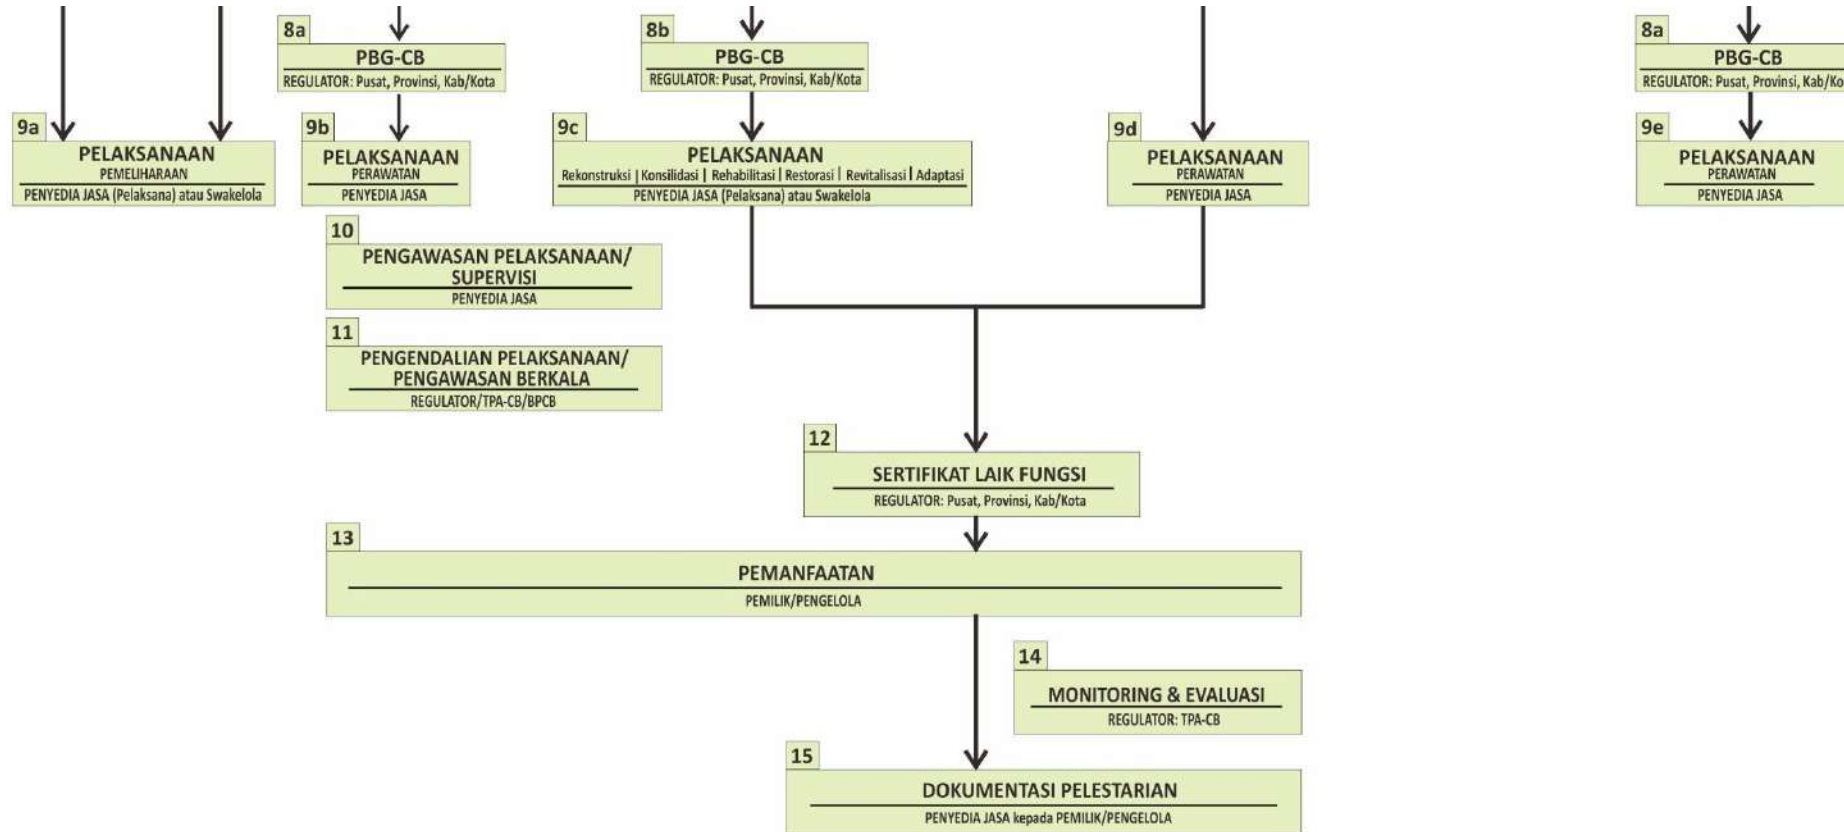 8a
PBG-CB
REGULATOR: Pusat, Provinsi, Kab/Kota
8b
PBG-CB
REGULATOR: Pusat, Provinsi, Kab/Kota
8a
PBG-CB
REGULATOR: Pusat, Provinsi, Kab/Ko
9a
PELAKSANAAN
PEMELIHARAAN
PENYEDIA JASA (Pelaksana) atau Swakelola
9b
PELAKSANAAN
PERAWATAN
PENYEDIA JASA
9c
PELAKSANAAN
Rekonstruksi | Konsilidasi | Rehabilitasi | Restorasi | Revitalisasi | Adaptasi
PENYEDIA JASA (Pelaksana) atau Swakelola
9d
PELAKSANAAN
PERAWATAN
PENYEDIA JASA
9e
PELAKSANAAN
PERAWATAN
PENYEDIA JASA
10
PENGAWASAN PELAKSANAAN/
SUPERVISI
PENYEDIA JASA
11
PENGENDALIAN PELAKSANAAN/
PENGAWASAN BERKALA
REGULATOR/TPA-CB/BPCB
12
SERTIFIKAT LAIK FUNGSI
REGULATOR: Pusat, Provinsi, Kab/Kota
13
PEMANFAATAN
PEMILIK/PENGELOLA
14
MONITORING & EVALUASI
REGULATOR: TPA-CB
15
DOKUMENTASI PELESTARIAN
PENYEDIA JASA kepada PEMILIK/PENGELOLA